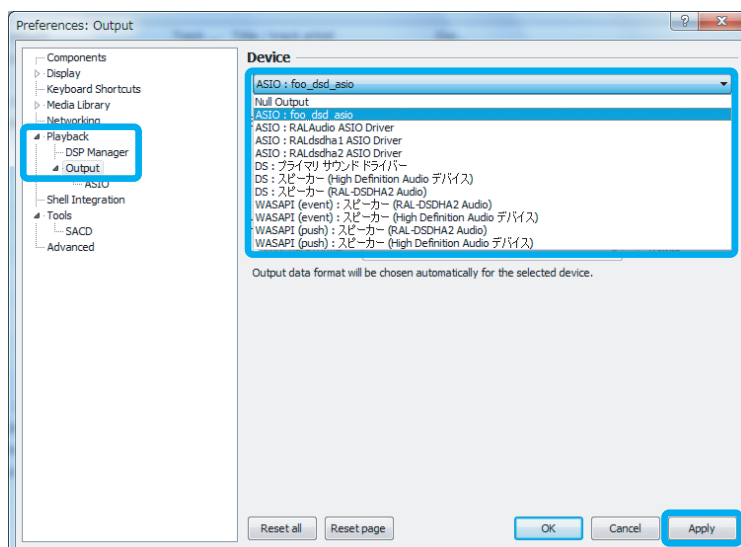 Preferences: Output
Components
Display
Keyboard Shortcuts
Media Library
Networking
Playback
DSP Manager
Output
ASIO
Shell Integration
Tools
SACD
Advanced
Device
ASIO : foo_dsd_asio
Null Output
ASIO : foo_dsd_asio
ASIO : RALAudio ASIO Driver
ASIO : RALdsdha1 ASIO Driver
ASIO : RALdsdha2 ASIO Driver
DS : プライマリ サウンド ドライバー
DS : スピーカー (High Definition Audio デバイス)
DS : スピーカー (RAL-DSDHA2 Audio)
WASAPI (event) : スピーカー (RAL-DSDHA2 Audio)
WASAPI (event) : スピーカー (High Definition Audio デバイス)
WASAPI (push) : スピーカー (RAL-DSDHA2 Audio)
WASAPI (push) : スピーカー (High Definition Audio デバイス)
Output data format will be chosen automatically for the selected device.
Reset all
Reset page
OK
Cancel
Apply